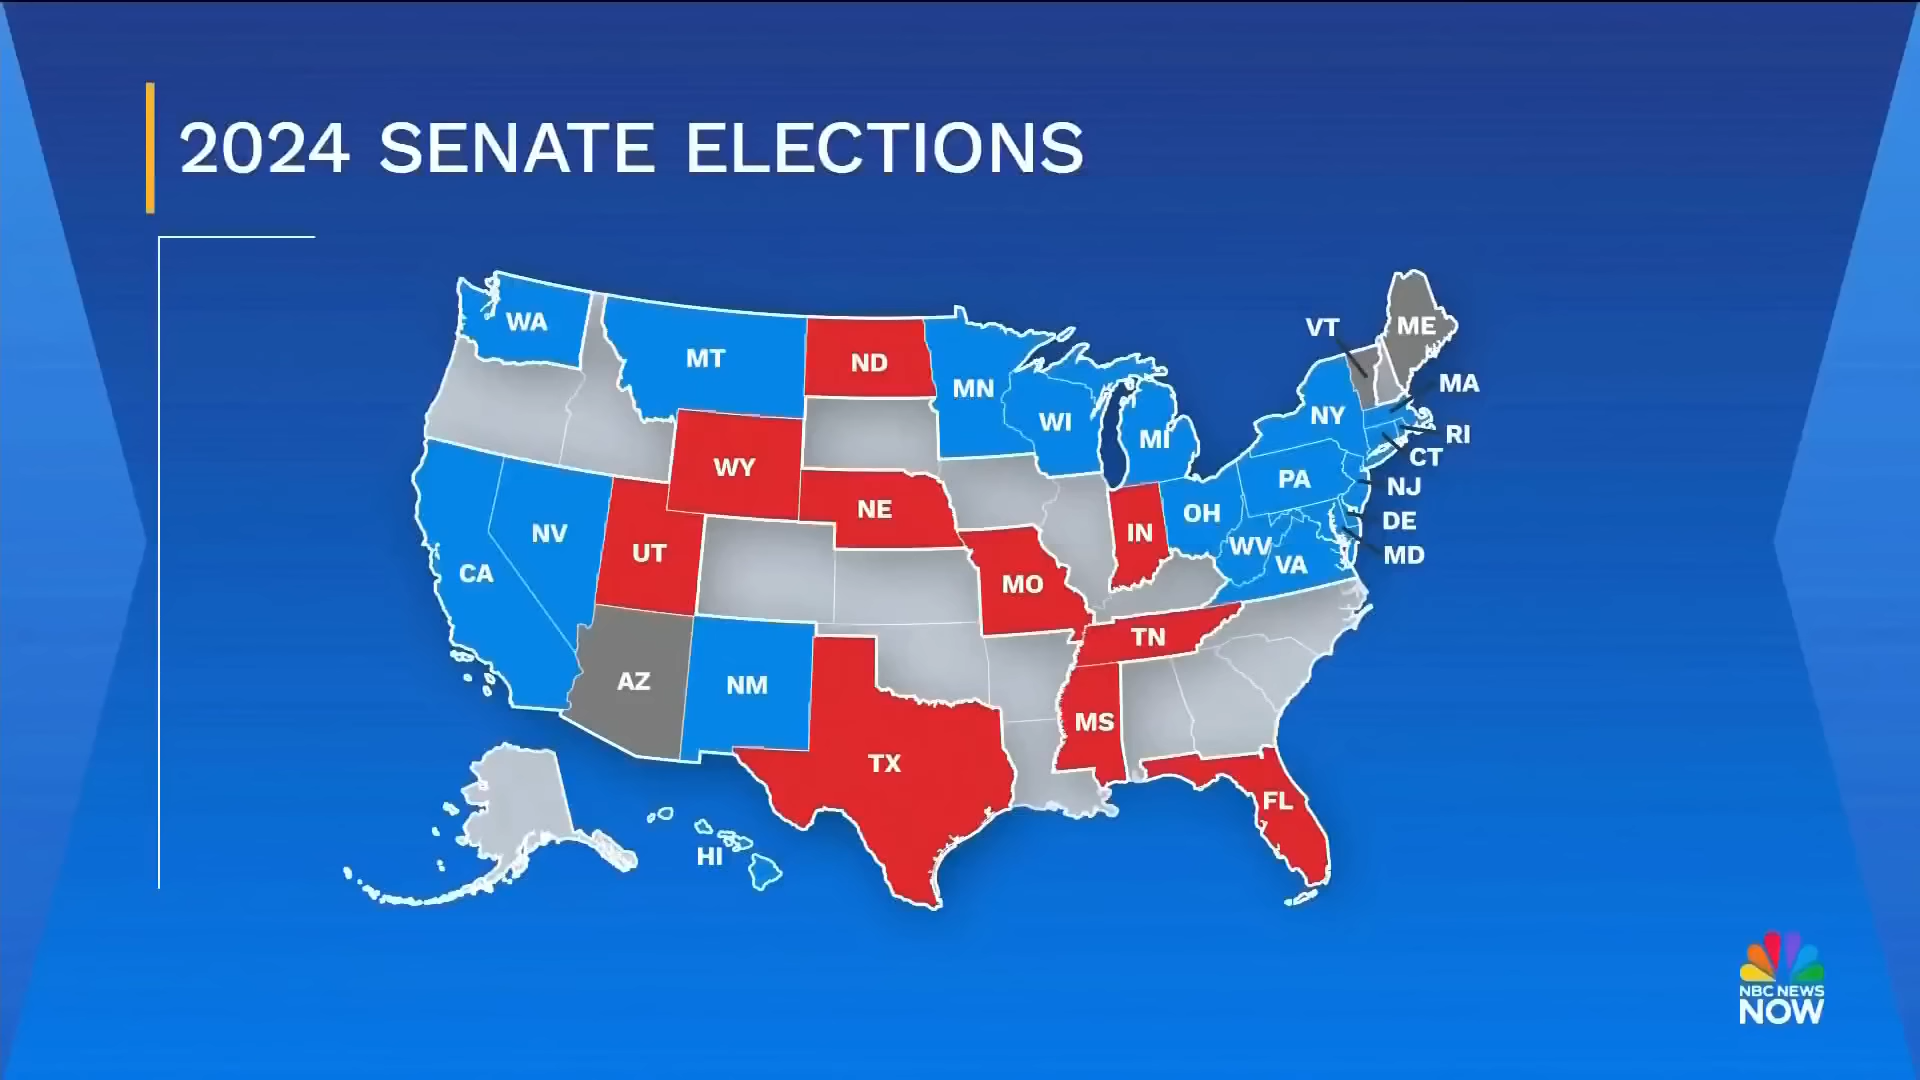 2024 SENATE ELECTIONS
WA
MT
ND
MN
WI
MI
VT
ME
MA
NY
RI
CT
PA
NJ
DE
MD
WY
NE
IN
OH
WV
VA
NV
UT
CA
MO
TN
AZ
NM
MS
TX
FL
HI
NBC NEWS
NOW